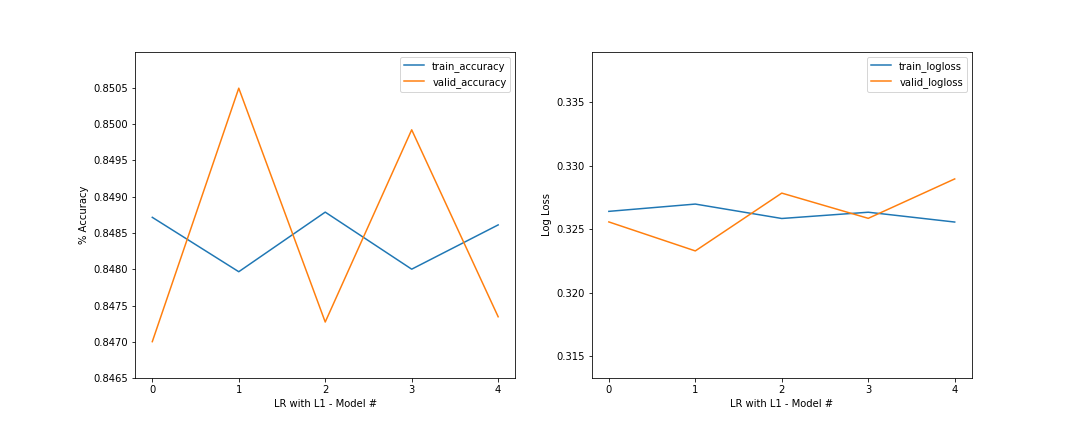 train_accuracy
valid_accuracy
0.8505
0.8500
0.8495
0.8490
0.8485
0.8480
0.8475
0.8470
0.8465
% Accuracy
0 1 2 3 4
LR with L1 - Model #
train_logloss
valid_logloss
0.335
0.330
0.325
0.320
0.315
Log Loss
0 1 2 3 4
LR with L1 - Model #